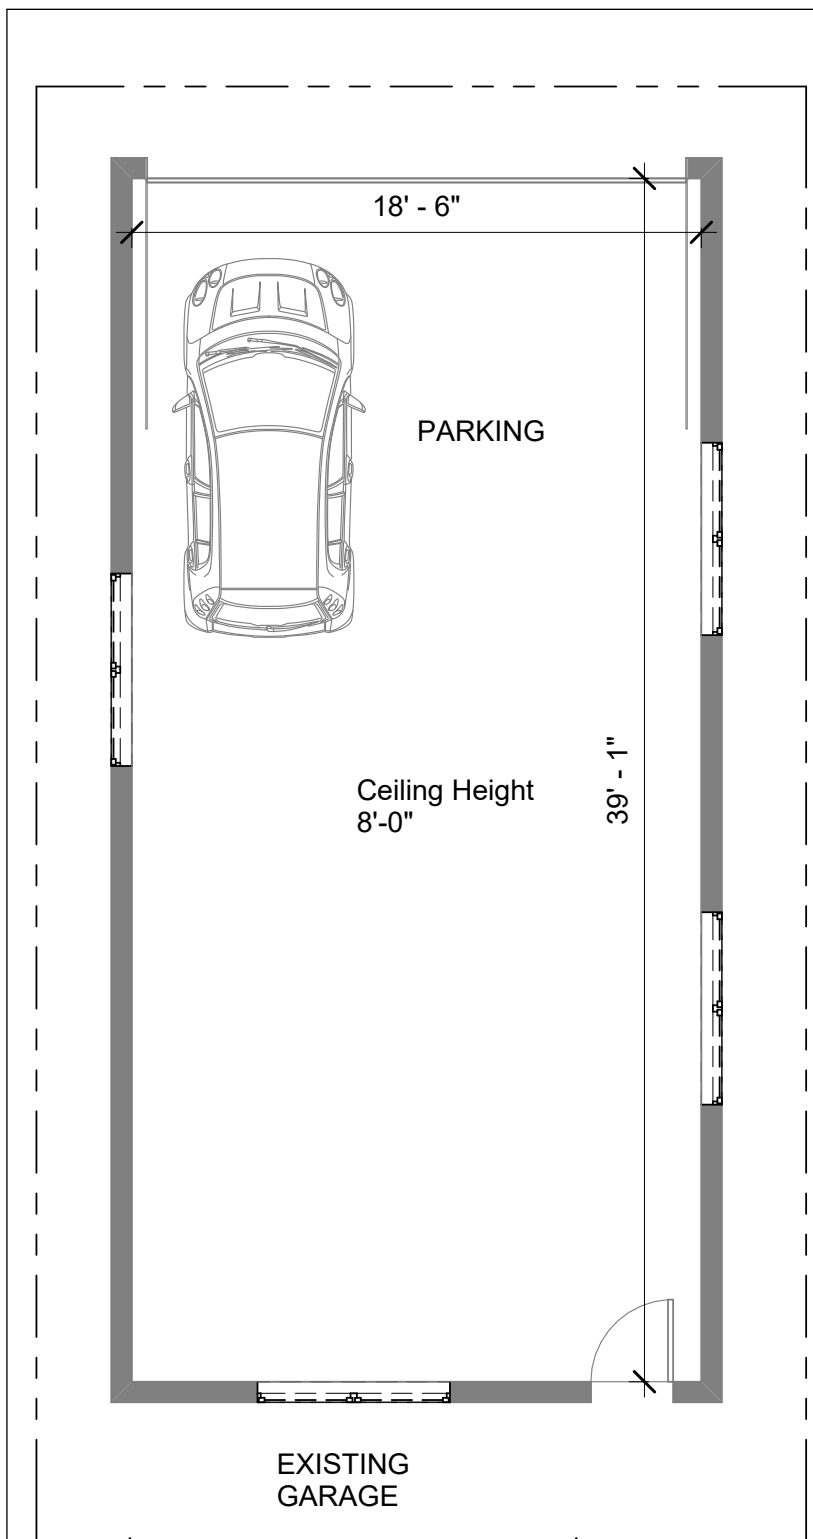 18' - 6"
PARKING
39' - 1"
Ceiling Height
8'-0"
EXISTING
GARAGE